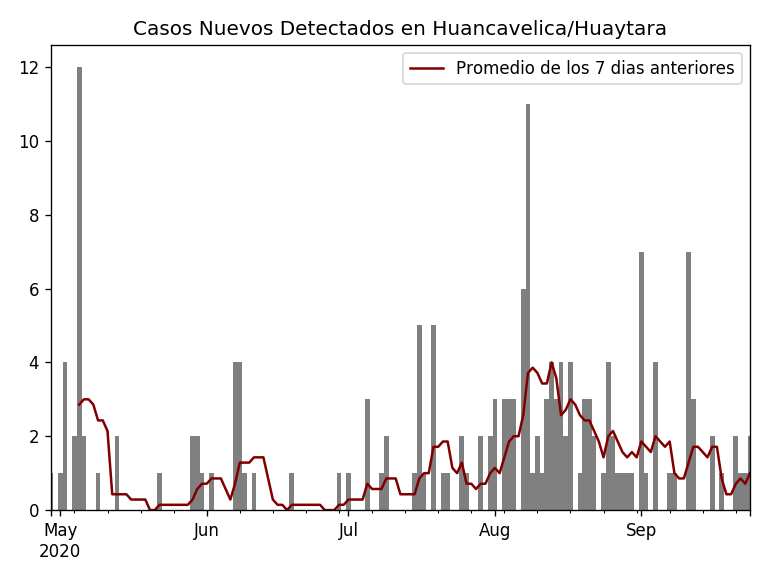 Casos Nuevos Detectados en Huancavelica/Huaytara
Promedio de los 7 dias anteriores
12
10
8
6
4
2
0
May Jun Jul Aug Sep
2020